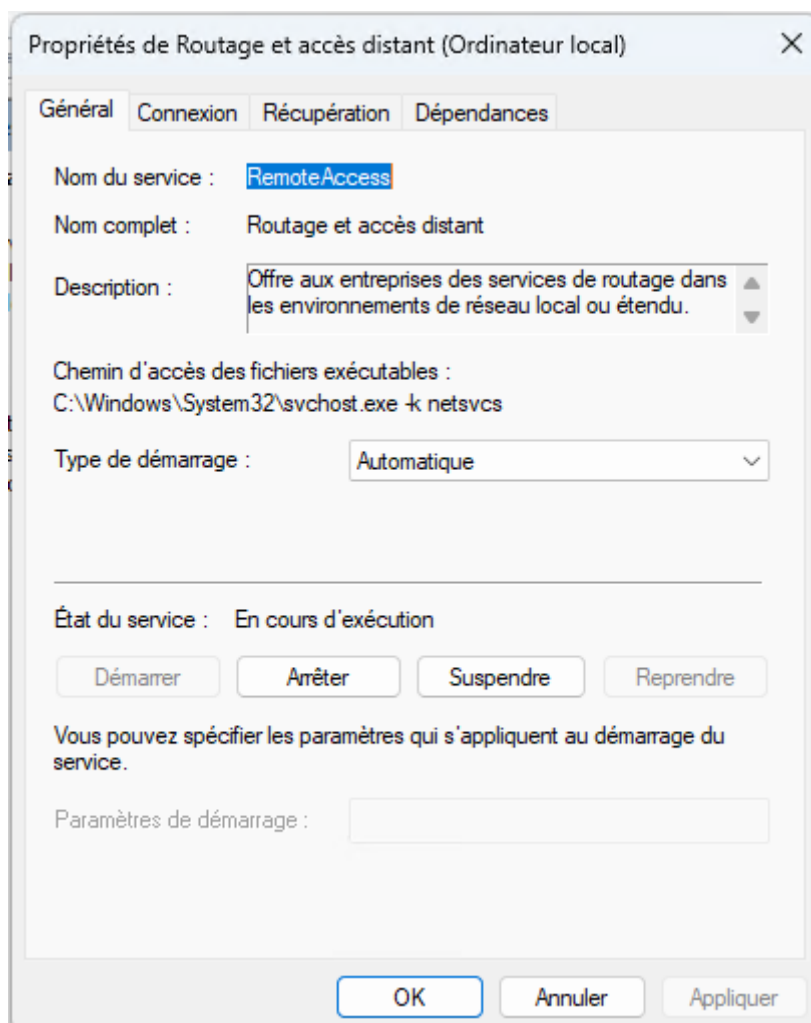 Propriétés de Routage et accès distant (Ordinateur local)
Général Connexion Récupération Dépendances
Nom du service : RemoteAccess
Nom complet : Routage et accès distant
Description : Offre aux entreprises des services de routage dans
les environnements de réseau local ou étendu.
Chemin d'accès des fichiers exécutables :
C:\Windows\System32\svchost.exe -k netsvcs
Type de démarrage : Automatique
État du service : En cours d'exécution
Démarrer Arrêter Suspendre Reprendre
Vous pouvez spécifier les paramètres qui s'appliquent au démarrage du
service.
Paramètres de démarrage :
OK Annuler Appliquer